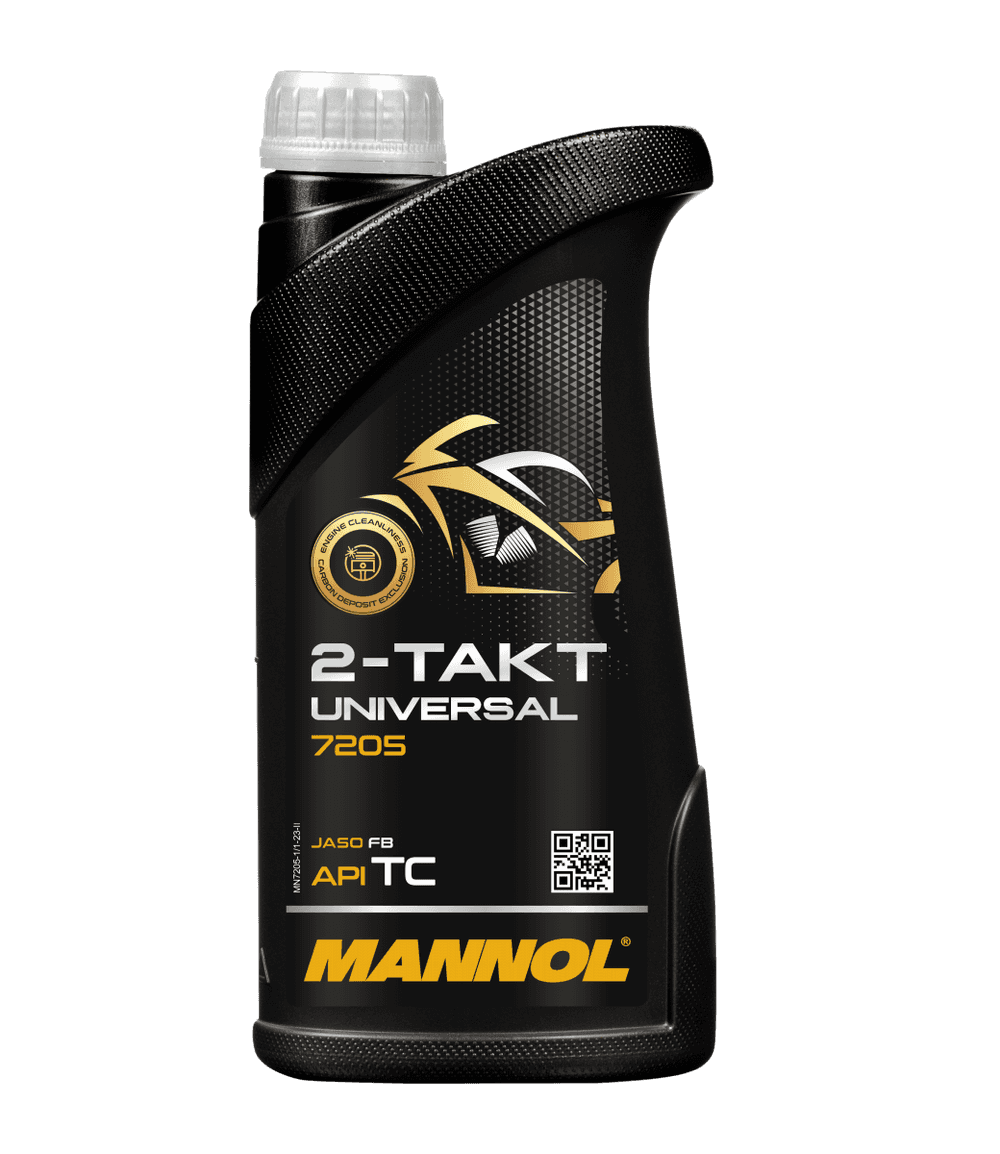 ENGINE CLEANLINESS
CARBON DEPOSIT EXCLUSION
2-TAKT
UNIVERSAL
7205
MN7205-1/1-23-II
JASO FB
API TC
MANNOL®